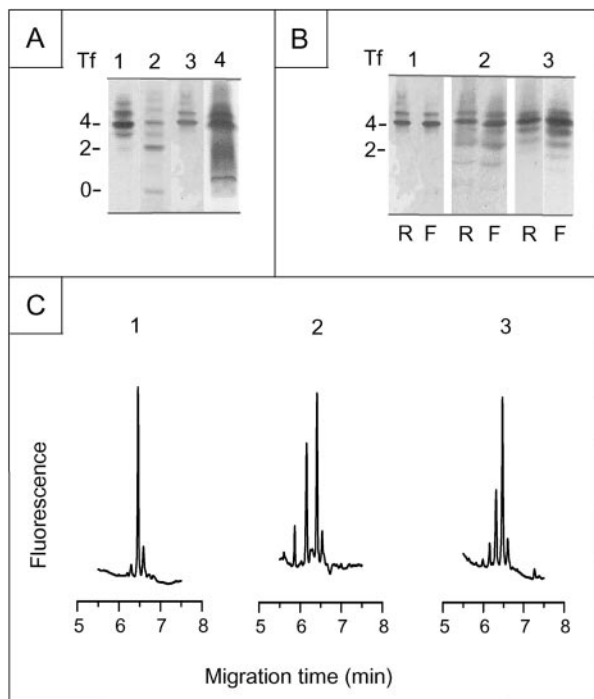 A
Tf 1 2 3 4
4-
2-
0-
B
Tf 1 2 3
4-
2-
R F R F R F
C
1 2 3
Fluorescence
5 6 7 8 5 6 7 8 5 6 7 8
Migration time (min)